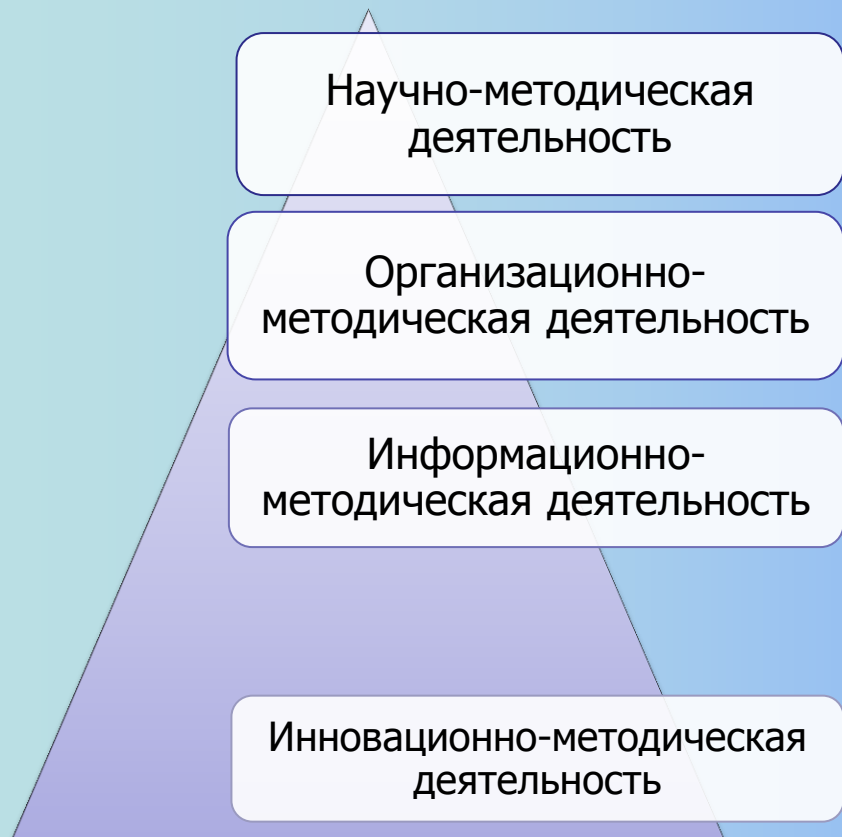 Научно-методическая
деятельность
Организационно-
методическая деятельность
Информационно-
методическая деятельность
Инновационно-методическая
деятельность